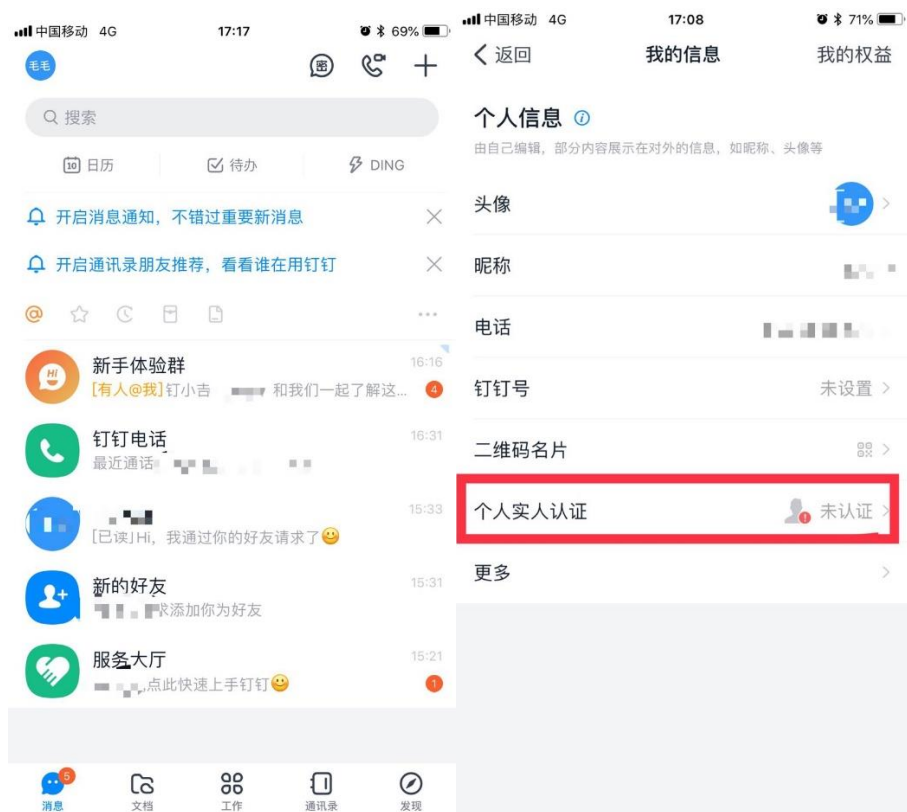 中国移动 4G 17:17 69%
毛毛
密
搜索
10 日历 待办 DING
开启消息通知，不错过重要新消息
开启通讯录朋友推荐，看看谁在用钉钉
@
新手体验群 16:16
HI
[有人@我]钉小吉 和我们一起了解这... 4
钉钉电话 16:31
最近通话
15:33
[已读]Hi，我通过你的好友请求了
新的好友 15:31
求添加你为好友
服务大厅 15:21
,点此快速上手钉钉 1
5
消息 文档 工作 通讯录 发现
中国移动 4G 17:08 71%
返回 我的信息 我的权益
个人信息
由自己编辑，部分内容展示在对外的信息，如昵称、头像等
头像
昵称
电话
钉钉号 未设置
二维码名片
个人实人认证 未认证
更多